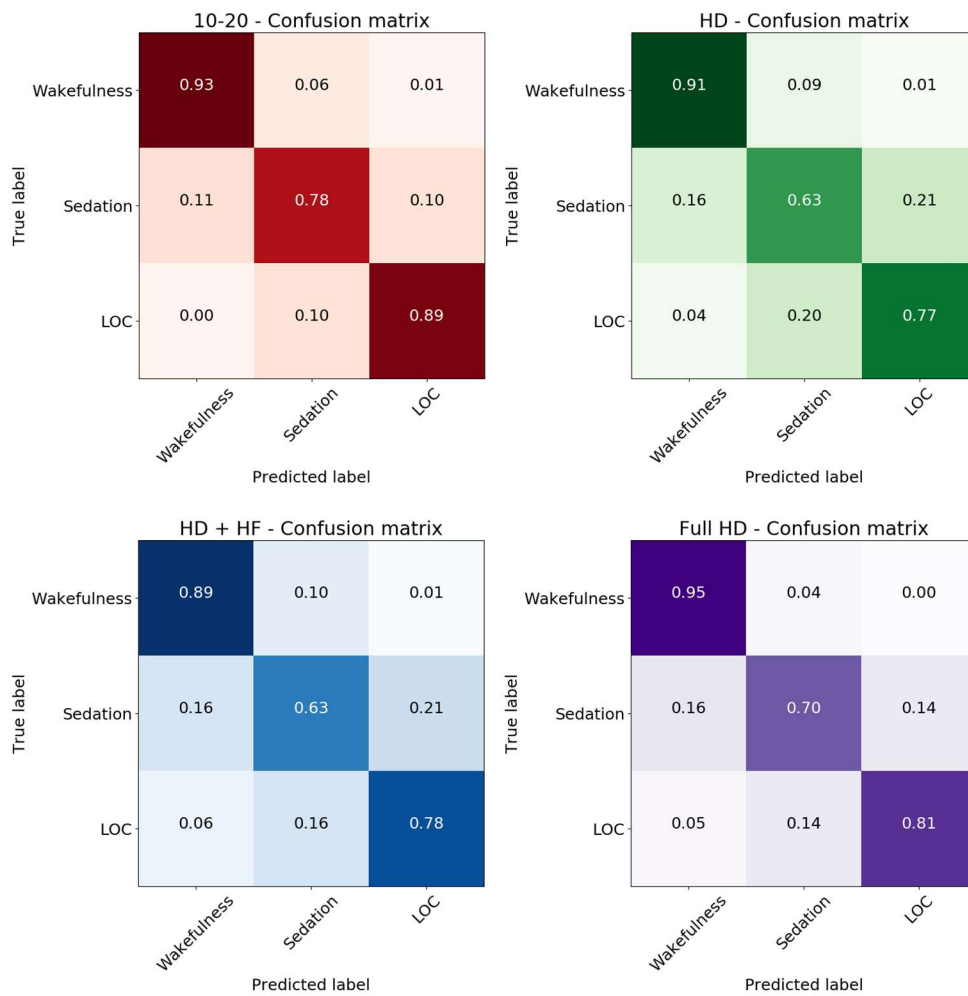 10-20 - Confusion matrix
True label
Wakefulness 0.93 0.06 0.01
Sedation 0.11 0.78 0.10
LOC 0.00 0.10 0.89
Wakefulness Sedation LOC
Predicted label
HD - Confusion matrix
True label
Wakefulness 0.91 0.09 0.01
Sedation 0.16 0.63 0.21
LOC 0.04 0.20 0.77
Wakefulness Sedation LOC
Predicted label
HD + HF - Confusion matrix
True label
Wakefulness 0.89 0.10 0.01
Sedation 0.16 0.63 0.21
LOC 0.06 0.16 0.78
Wakefulness Sedation LOC
Predicted label
Full HD - Confusion matrix
True label
Wakefulness 0.95 0.04 0.00
Sedation 0.16 0.70 0.14
LOC 0.05 0.14 0.81
Wakefulness Sedation LOC
Predicted label